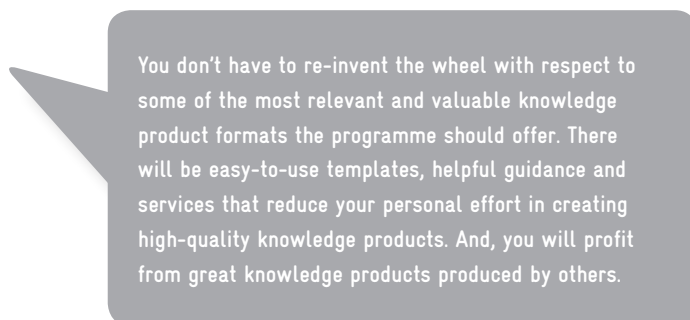 You don't have to re-invent the wheel with respect to
some of the most relevant and valuable knowledge
product formats the programme should offer. There
will be easy-to-use templates, helpful guidance and
services that reduce your personal effort in creating
high-quality knowledge products. And, you will profit
from great knowledge products produced by others.